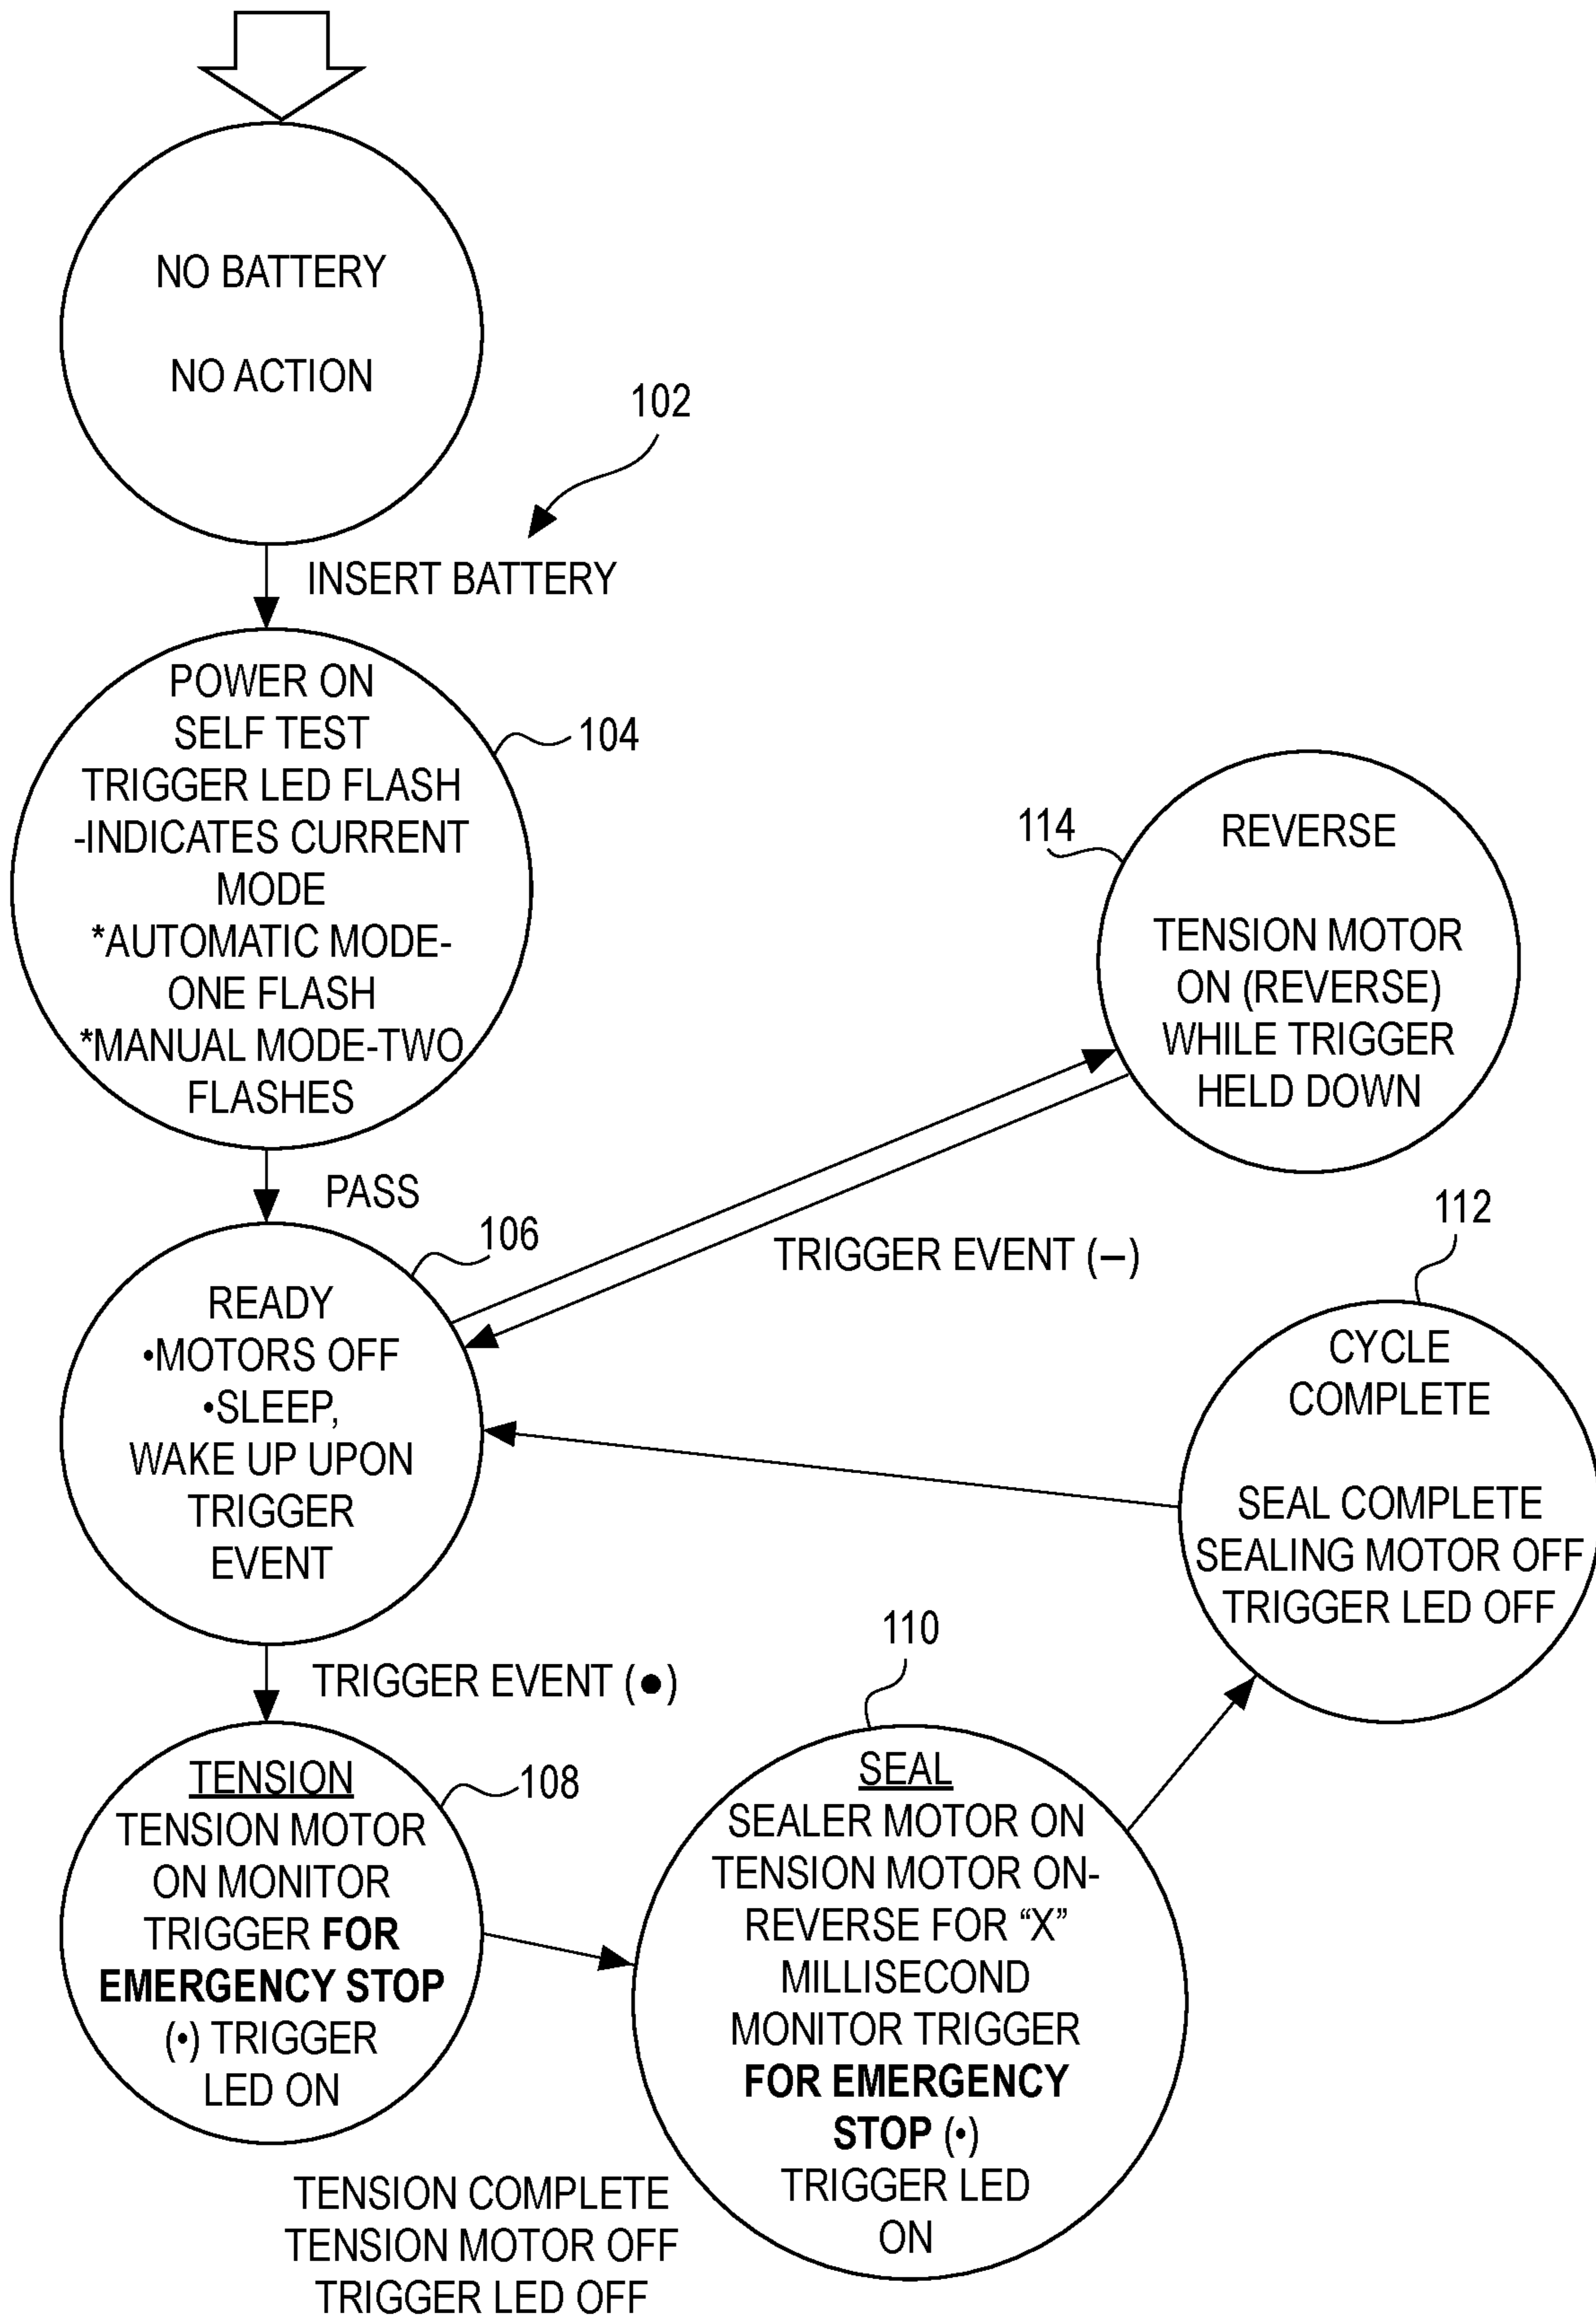 NO BATTERY
NO ACTION
102
INSERT BATTERY
POWER ON
SELF TEST
TRIGGER LED FLASH
-INDICATES CURRENT
MODE
*AUTOMATIC MODE-
ONE FLASH
*MANUAL MODE-TWO
FLASHES
104
PASS
106
READY
•MOTORS OFF
•SLEEP,
WAKE UP UPON
TRIGGER
EVENT
114
REVERSE
TENSION MOTOR
ON (REVERSE)
WHILE TRIGGER
HELD DOWN
TRIGGER EVENT (–)
112
CYCLE
COMPLETE
SEAL COMPLETE
SEALING MOTOR OFF
TRIGGER LED OFF
TRIGGER EVENT (●)
TENSION
TENSION MOTOR
ON MONITOR
TRIGGER FOR
EMERGENCY STOP
(•) TRIGGER
LED ON
108
110
SEAL
SEALER MOTOR ON
TENSION MOTOR ON-
REVERSE FOR “X”
MILLISECOND
MONITOR TRIGGER
FOR EMERGENCY
STOP (•)
TRIGGER LED
ON
TENSION COMPLETE
TENSION MOTOR OFF
TRIGGER LED OFF